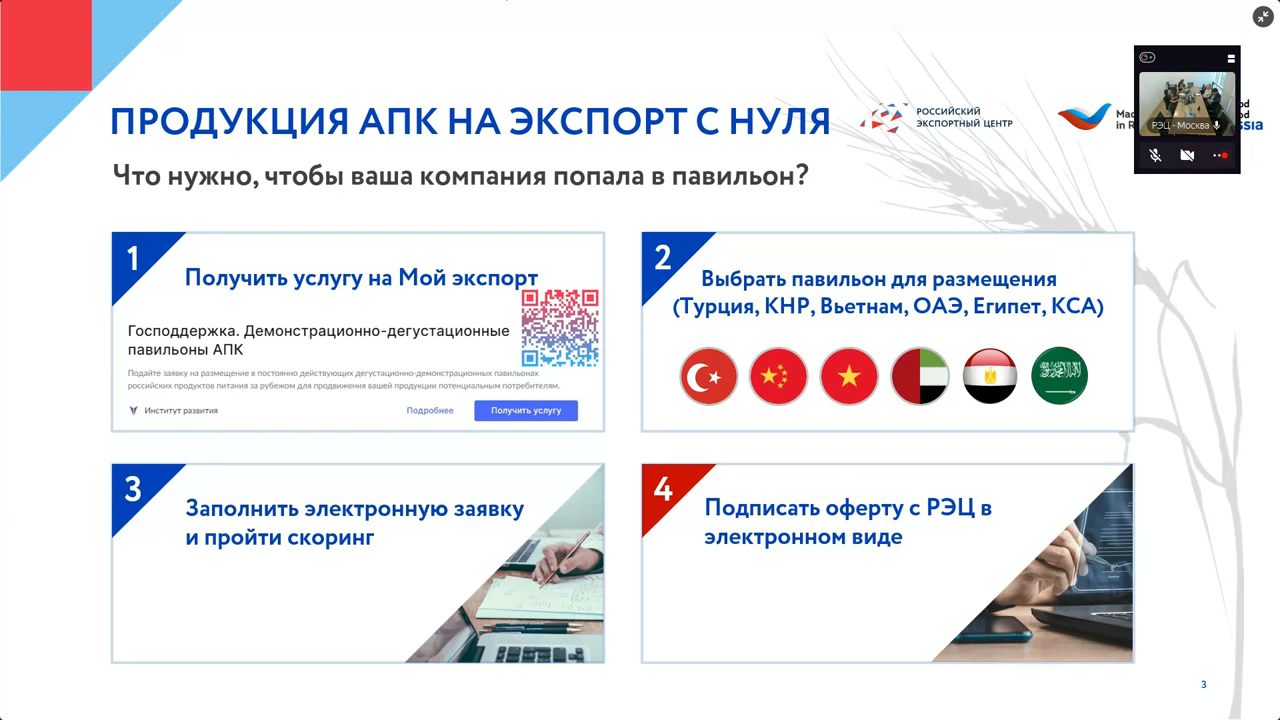 ПРОДУКЦИЯ АПК НА ЭКСПОРТ С НУЛЯ
РОССИЙСКИЙ
ЭКСПОРТНЫЙ ЦЕНТР
РЭЦ - Москва
Что нужно, чтобы ваша компания попала в павильон?
1
Получить услугу на Мой экспорт
Господдержка. Демонстрационно-дегустационные
павильоны АПК
Подайте заявку на размещение в постоянно действующих дегустационно-демонстрационных павильонах
российских продуктов питания за рубежом для продвижения вашей продукции потенциальным потребителям.
Институт развития
Подробнее
Получить услугу
2
Выбрать павильон для размещения
(Турция, КНР, Вьетнам, ОАЭ, Египет, КСА)
3
Заполнить электронную заявку
и пройти скоринг
4
Подписать оферту с РЭЦ в
электронном виде
3